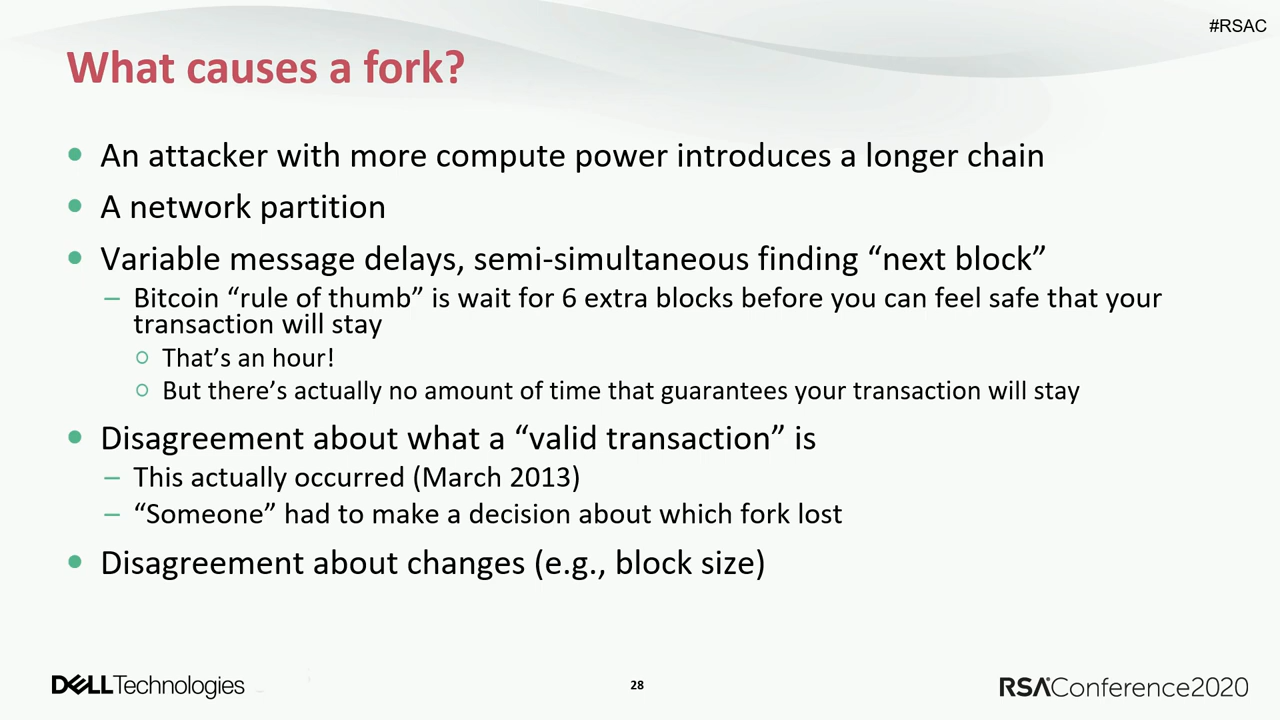 #RSAC
What causes a fork?
• An attacker with more compute power introduces a longer chain
• A network partition
• Variable message delays, semi-simultaneous finding “next block”
– Bitcoin “rule of thumb” is wait for 6 extra blocks before you can feel safe that your
transaction will stay
○ That’s an hour!
○ But there’s actually no amount of time that guarantees your transaction will stay
• Disagreement about what a “valid transaction” is
– This actually occurred (March 2013)
– “Someone” had to make a decision about which fork lost
• Disagreement about changes (e.g., block size)
DELL Technologies
28
RSA Conference2020